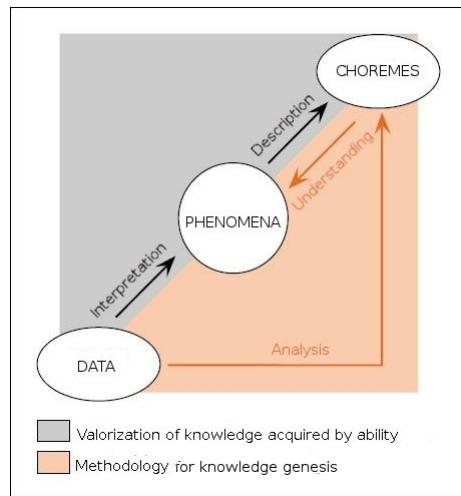 CHOREMES
Description
Understanding
PHENOMENA
Interpretation
Analysis
DATA
Valorization of knowledge acquired by ability
Methodology for knowledge genesis